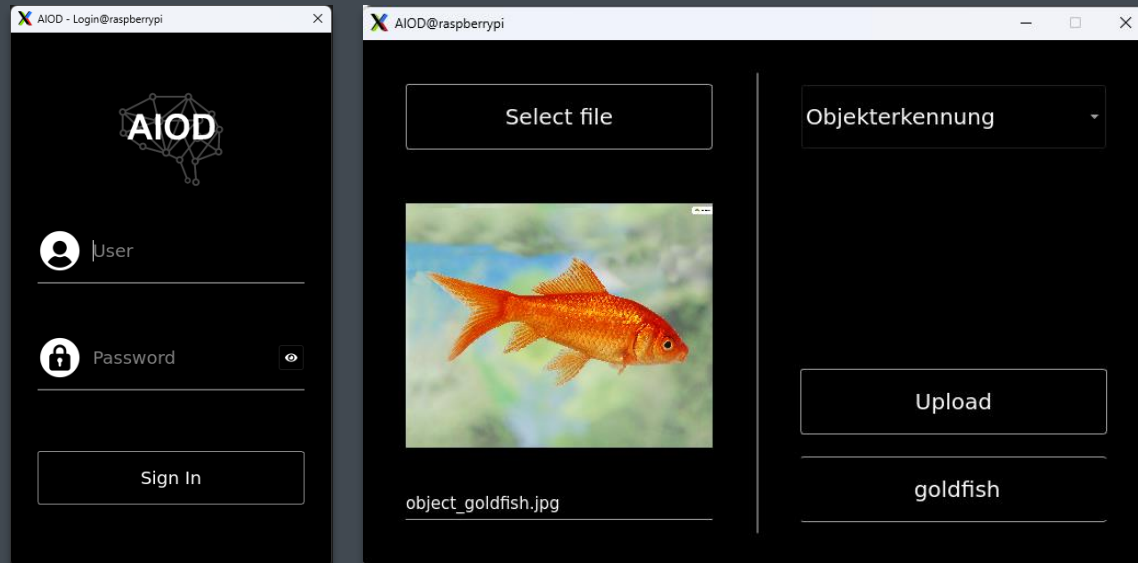 AIOD - Login@raspberrypi
AIOD
User
Password
Sign In
AIOD@raspberrypi
Select file
object_goldfish.jpg
Objekterkennung
Upload
goldfish